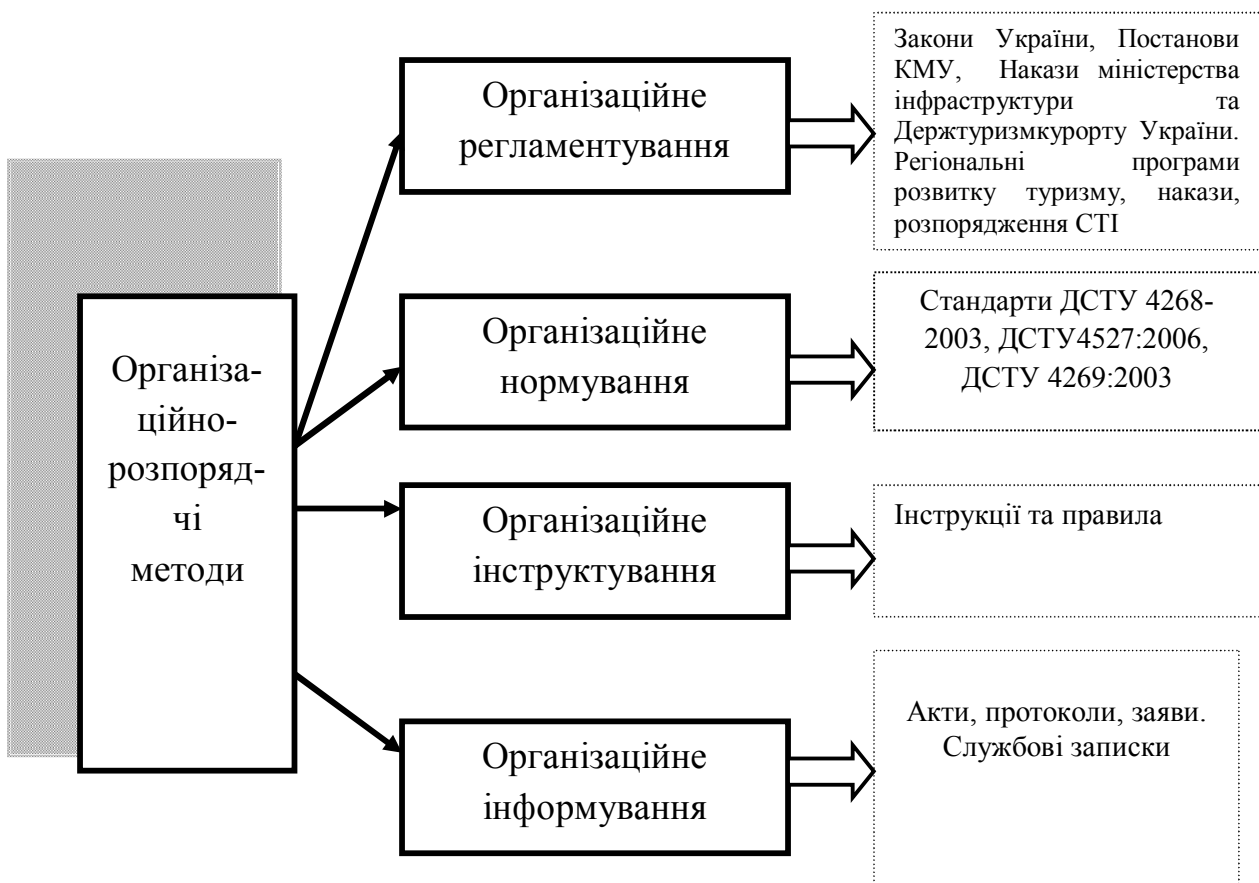 Організа-
ційно-
розпоряд-
чі
методи
Організаційне
регламентування
Закони України, Постанови
КМУ, Накази міністерства
інфраструктури та
Держтуризмкурорту України.
Регіональні програми
розвитку туризму, накази,
розпорядження СТІ
Організаційне
нормування
Стандарти ДСТУ 4268-
2003, ДСТУ4527:2006,
ДСТУ 4269:2003
Організаційне
інструктування
Інструкції та правила
Організаційне
інформування
Акти, протоколи, заяви.
Службові записки